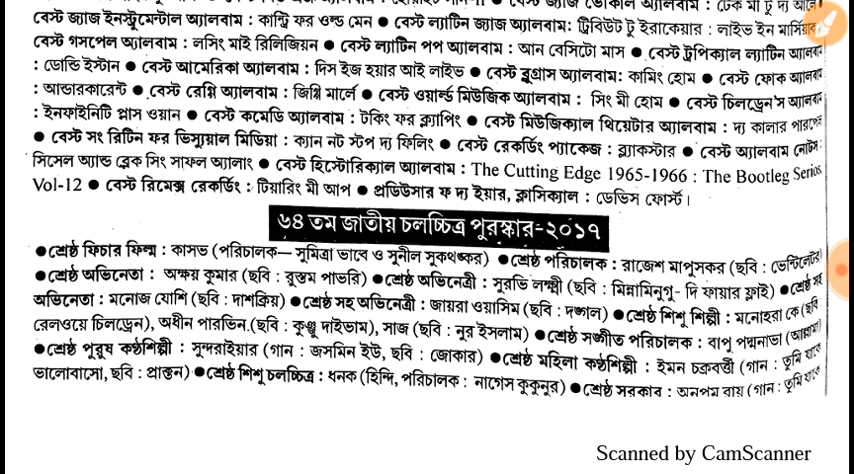 বেস্ট জ্যাজ ইনস্ট্রুমেন্টাল অ্যালবাম : কান্ট্রি ফর ওল্ড মেন ● বেস্ট ল্যাটিন জ্যাজ অ্যালবাম: ট্রিবিউট টু ইরাকেয়ার : লাইভ ইন মার্সিয়াক
বেস্ট গসপেল অ্যালবাম : লসিং মাই রিলিজিয়ন ● বেস্ট ল্যাটিন পপ অ্যালবাম : আন বেসিটো মাস ● বেস্ট ট্রপিক্যাল ল্যাটিন অ্যালবাম
: ডোন্ডি ইস্টান ● বেস্ট আমেরিকা অ্যালবাম : দিস ইজ হয়ার আই লাইভ ● বেস্ট ব্লুগ্রাস অ্যালবাম: কামিং হোম ● বেস্ট ফোক অ্যালবাম
: আন্ডারকারেন্ট ● বেস্ট রেগ্নি অ্যালবাম : জিগ্গি মার্লে ● বেস্ট ওয়ার্ল্ড মিউজিক অ্যালবাম : সিং মী হোম ● বেস্ট চিলড্রেন'স অ্যালবাম
: ইনফাইনিটি প্লাস ওয়ান ● বেস্ট কমেডি অ্যালবাম : টকিং ফর ক্ল্যাপিং ● বেস্ট মিউজিক্যাল থিয়েটার অ্যালবাম : দ্য কালার পারপেল
● বেস্ট সং রিটিন ফর ভিস্যুয়াল মিডিয়া : ক্যান নট স্টপ দ্য ফিলিং ● বেস্ট রেকর্ডিং প্যাকেজ : ব্ল্যাকস্টার ● বেস্ট অ্যালবাম নোটস :
সিসেল অ্যান্ড ব্লেক সিং সাফল অ্যালাং ● বেস্ট হিস্টোরিক্যাল অ্যালবাম : The Cutting Edge 1965-1966 : The Bootleg Serios
Vol-12 ● বেস্ট রিমেক্স রেকর্ডিং : টিয়ারিং মী আপ ● প্রডিউসার ফ দ্য ইয়ার, ক্লাসিক্যাল : ডেভিস ফোর্স্ট।
৬৪ তম জাতীয় চলচ্চিত্র পুরস্কার-২০১৭
●শ্রেষ্ঠ ফিচার ফিল্ম : কাসভ (পরিচালক— সুমিত্রা ভাবে ও সুনীল সুকথঙ্কর) ●শ্রেষ্ঠ পরিচালক : রাজেশ মাপুসকর (ছবি : ভেন্টিলেটর)
●শ্রেষ্ঠ অভিনেতা : অক্ষয় কুমার (ছবি : রুস্তম পাভরি) ●শ্রেষ্ঠ অভিনেত্রী : সুরভি লক্ষ্মী (ছবি : মিন্নামিনুগু- দি ফায়ার ফ্লাই) ●শ্রেষ্ঠ সহ
অভিনেতা : মনোজ যোশি (ছবি : দাশক্রিয়) ●শ্রেষ্ঠ সহ অভিনেত্রী : জায়রা ওয়াসিম (ছবি : দঙ্গল) ●শ্রেষ্ঠ শিশু শিল্পী : মনোহরা কে (ছবি
রেলওয়ে চিলড্রেন), অধীন পারভিন.(ছবি : কুঞ্জু দাইভাম), সাজ (ছবি : নুর ইসলাম) ●শ্রেষ্ঠ সঙ্গীত পরিচালক : বাপু পদ্মনাভা (আল্লামা)
●শ্রেষ্ঠ পুরুষ কণ্ঠশিল্পী : সুন্দরাইয়ার (গান : জসমিন ইউ, ছবি : জোকার) ●শ্রেষ্ঠ মহিলা কণ্ঠশিল্পী : ইমন চক্রবর্ত্তী (গান : তুমি যাকে
ভালোবাসো, ছবি : প্রাক্তন) ●শ্রেষ্ঠ শিশু চলচ্চিত্র : ধনক (হিন্দি, পরিচালক : নাগেস কুকুনুর) ●শ্রেষ্ঠ সরকার : অনপম রায় (গান : তুমি যাকে
Scanned by CamScanner